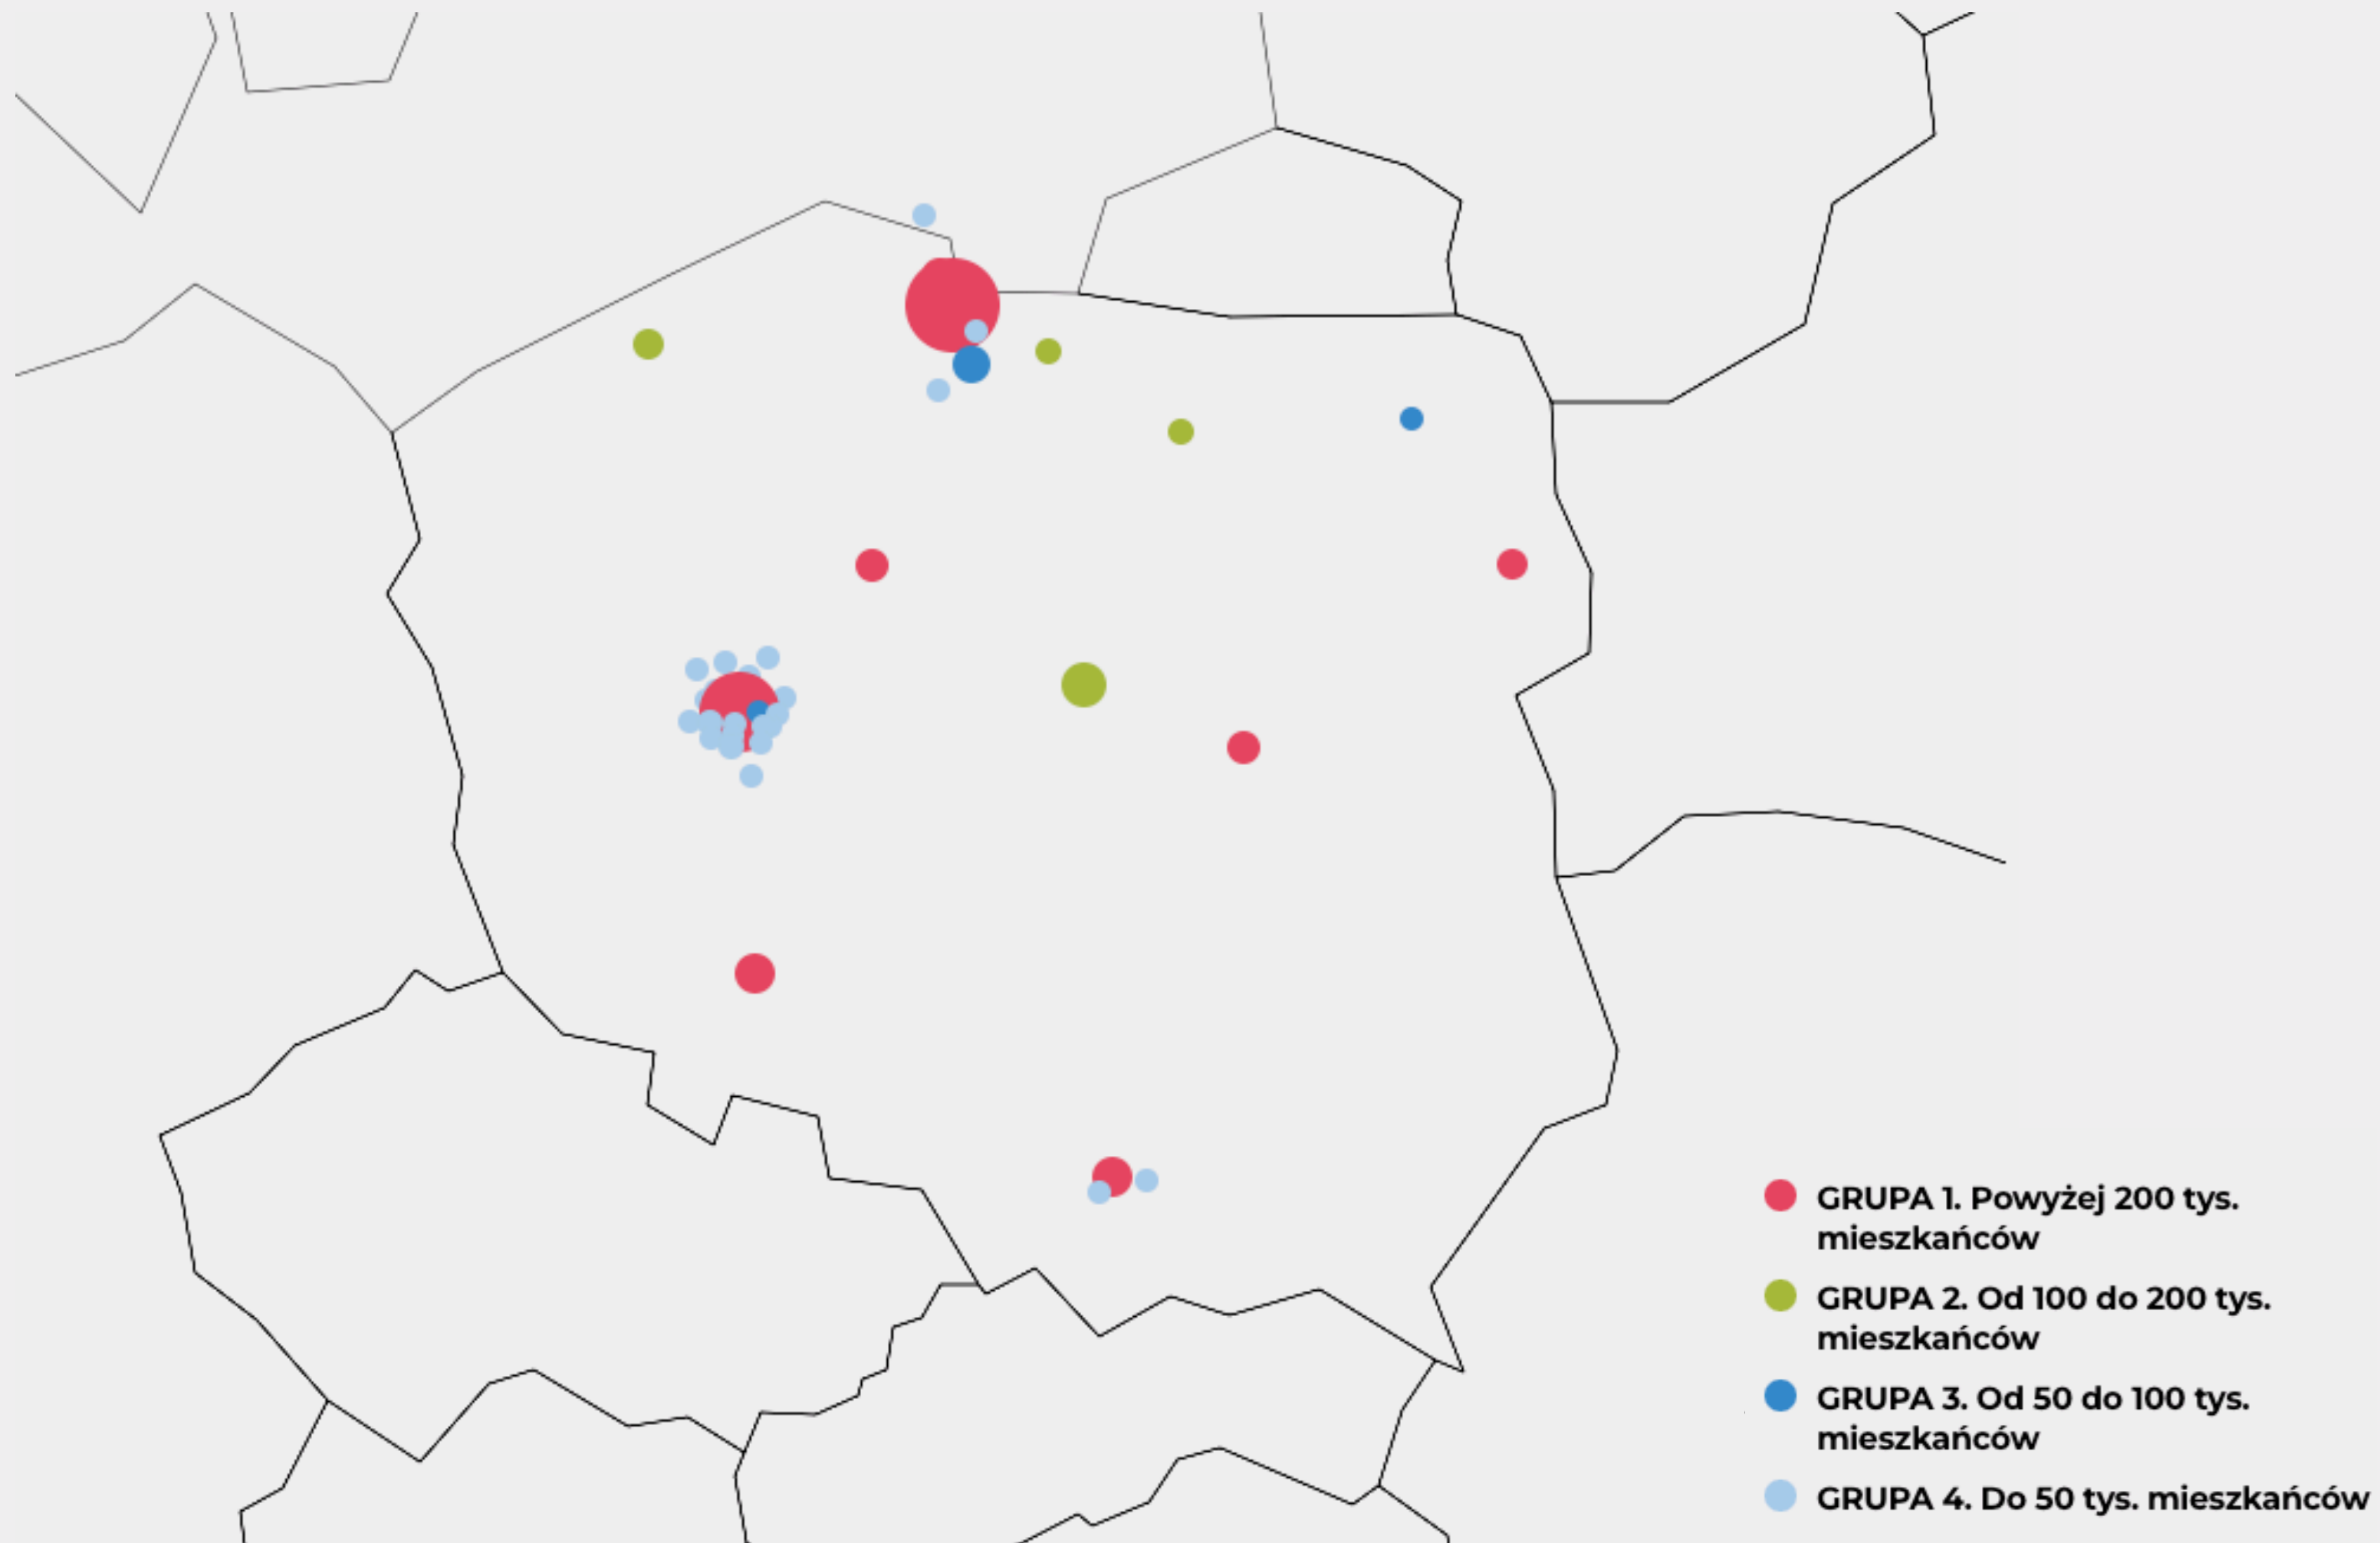 GRUPA 1. Powyżej 200 tys.
mieszkańców
GRUPA 2. Od 100 do 200 tys.
mieszkańców
GRUPA 3. Od 50 do 100 tys.
mieszkańców
GRUPA 4. Do 50 tys. mieszkańców